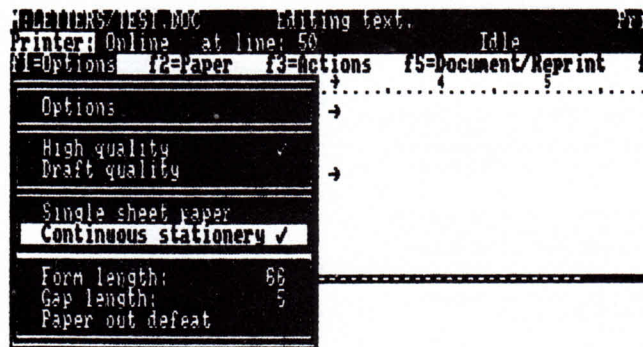 M:LETTERS/TEST.DOC Editing text. Pri
Printer: Online at line: 50 Idle
f1=Options f2=Paper f3=Actions f5=Document/Reprint f
4 5
Options
High quality ✓
Draft quality
Single sheet paper
Continuous stationery ✓
Form length: 66
Gap length: 5
Paper out defeat